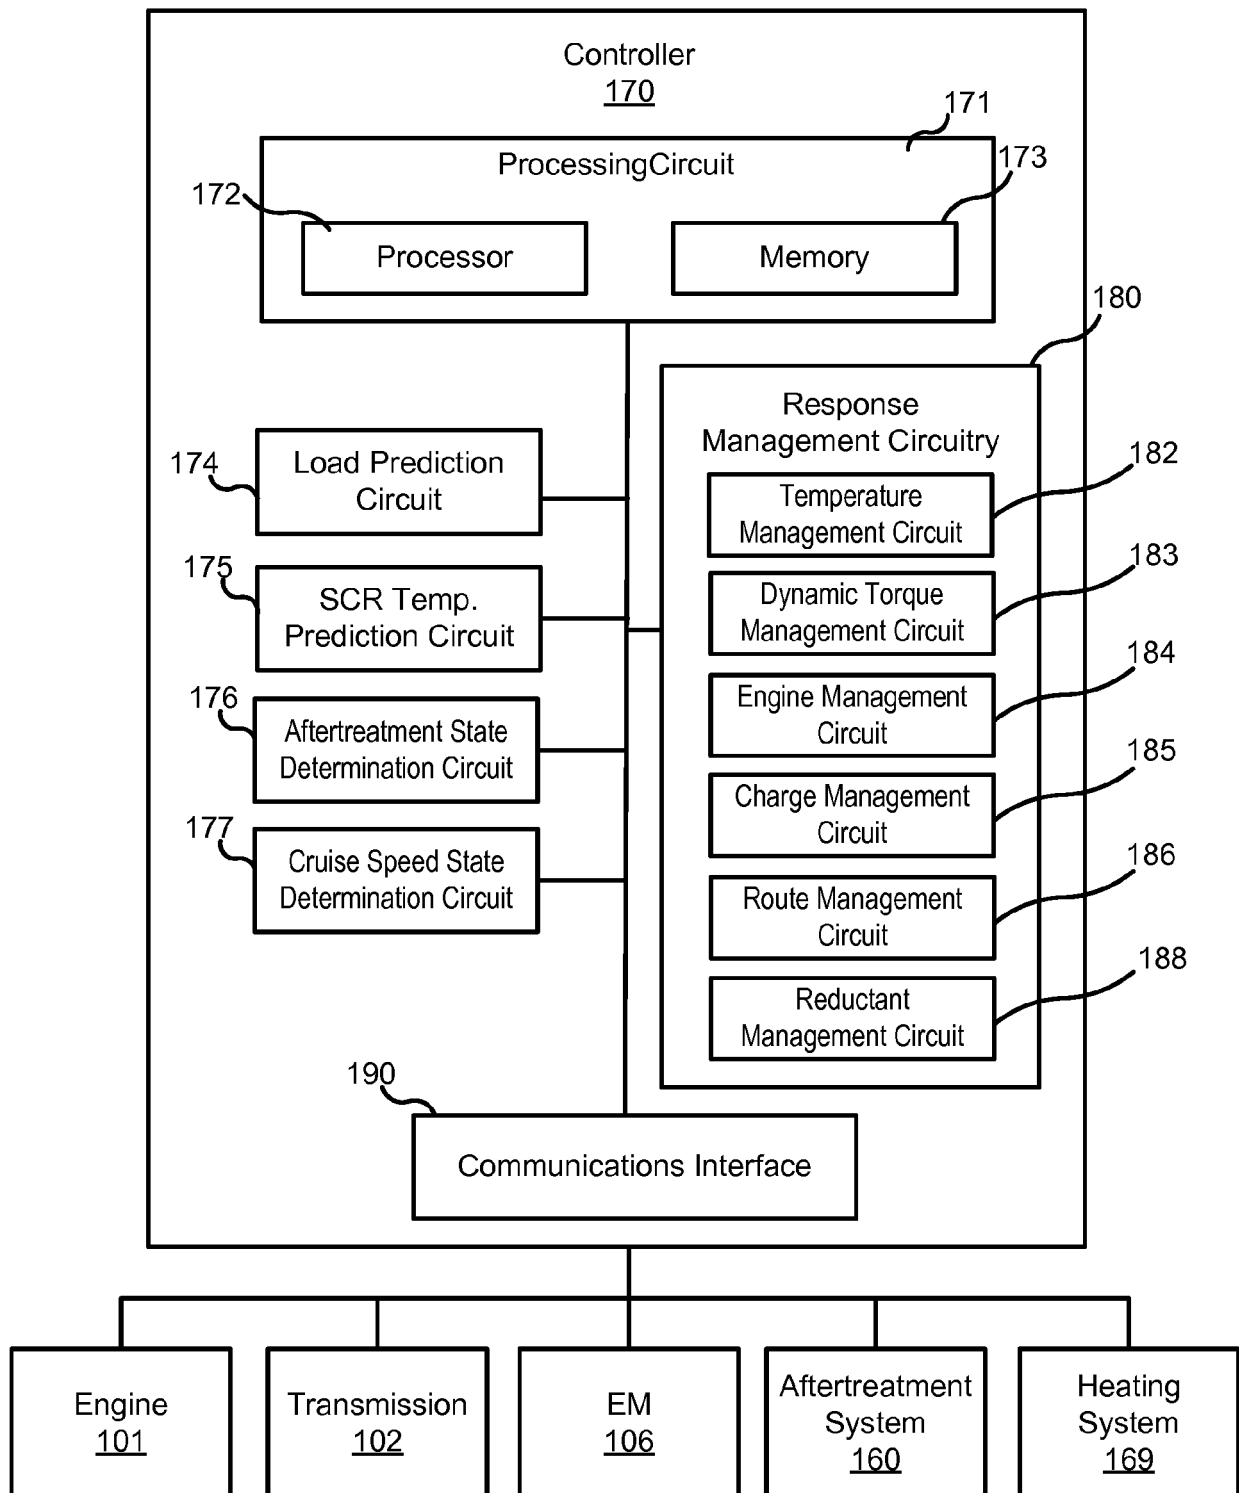 Controller
170
171
ProcessingCircuit
173
172
Processor
Memory
180
Response
Management Circuitry
174
Load Prediction
Circuit
182
Temperature
Management Circuit
175
SCR Temp.
Prediction Circuit
183
Dynamic Torque
Management Circuit
176
Aftertreatment State
Determination Circuit
184
Engine Management
Circuit
185
Charge Management
Circuit
177
Cruise Speed State
Determination Circuit
186
Route Management
Circuit
188
Reductant
Management Circuit
190
Communications Interface
Engine
101
Transmission
102
EM
106
Aftertreatment
System
160
Heating
System
169